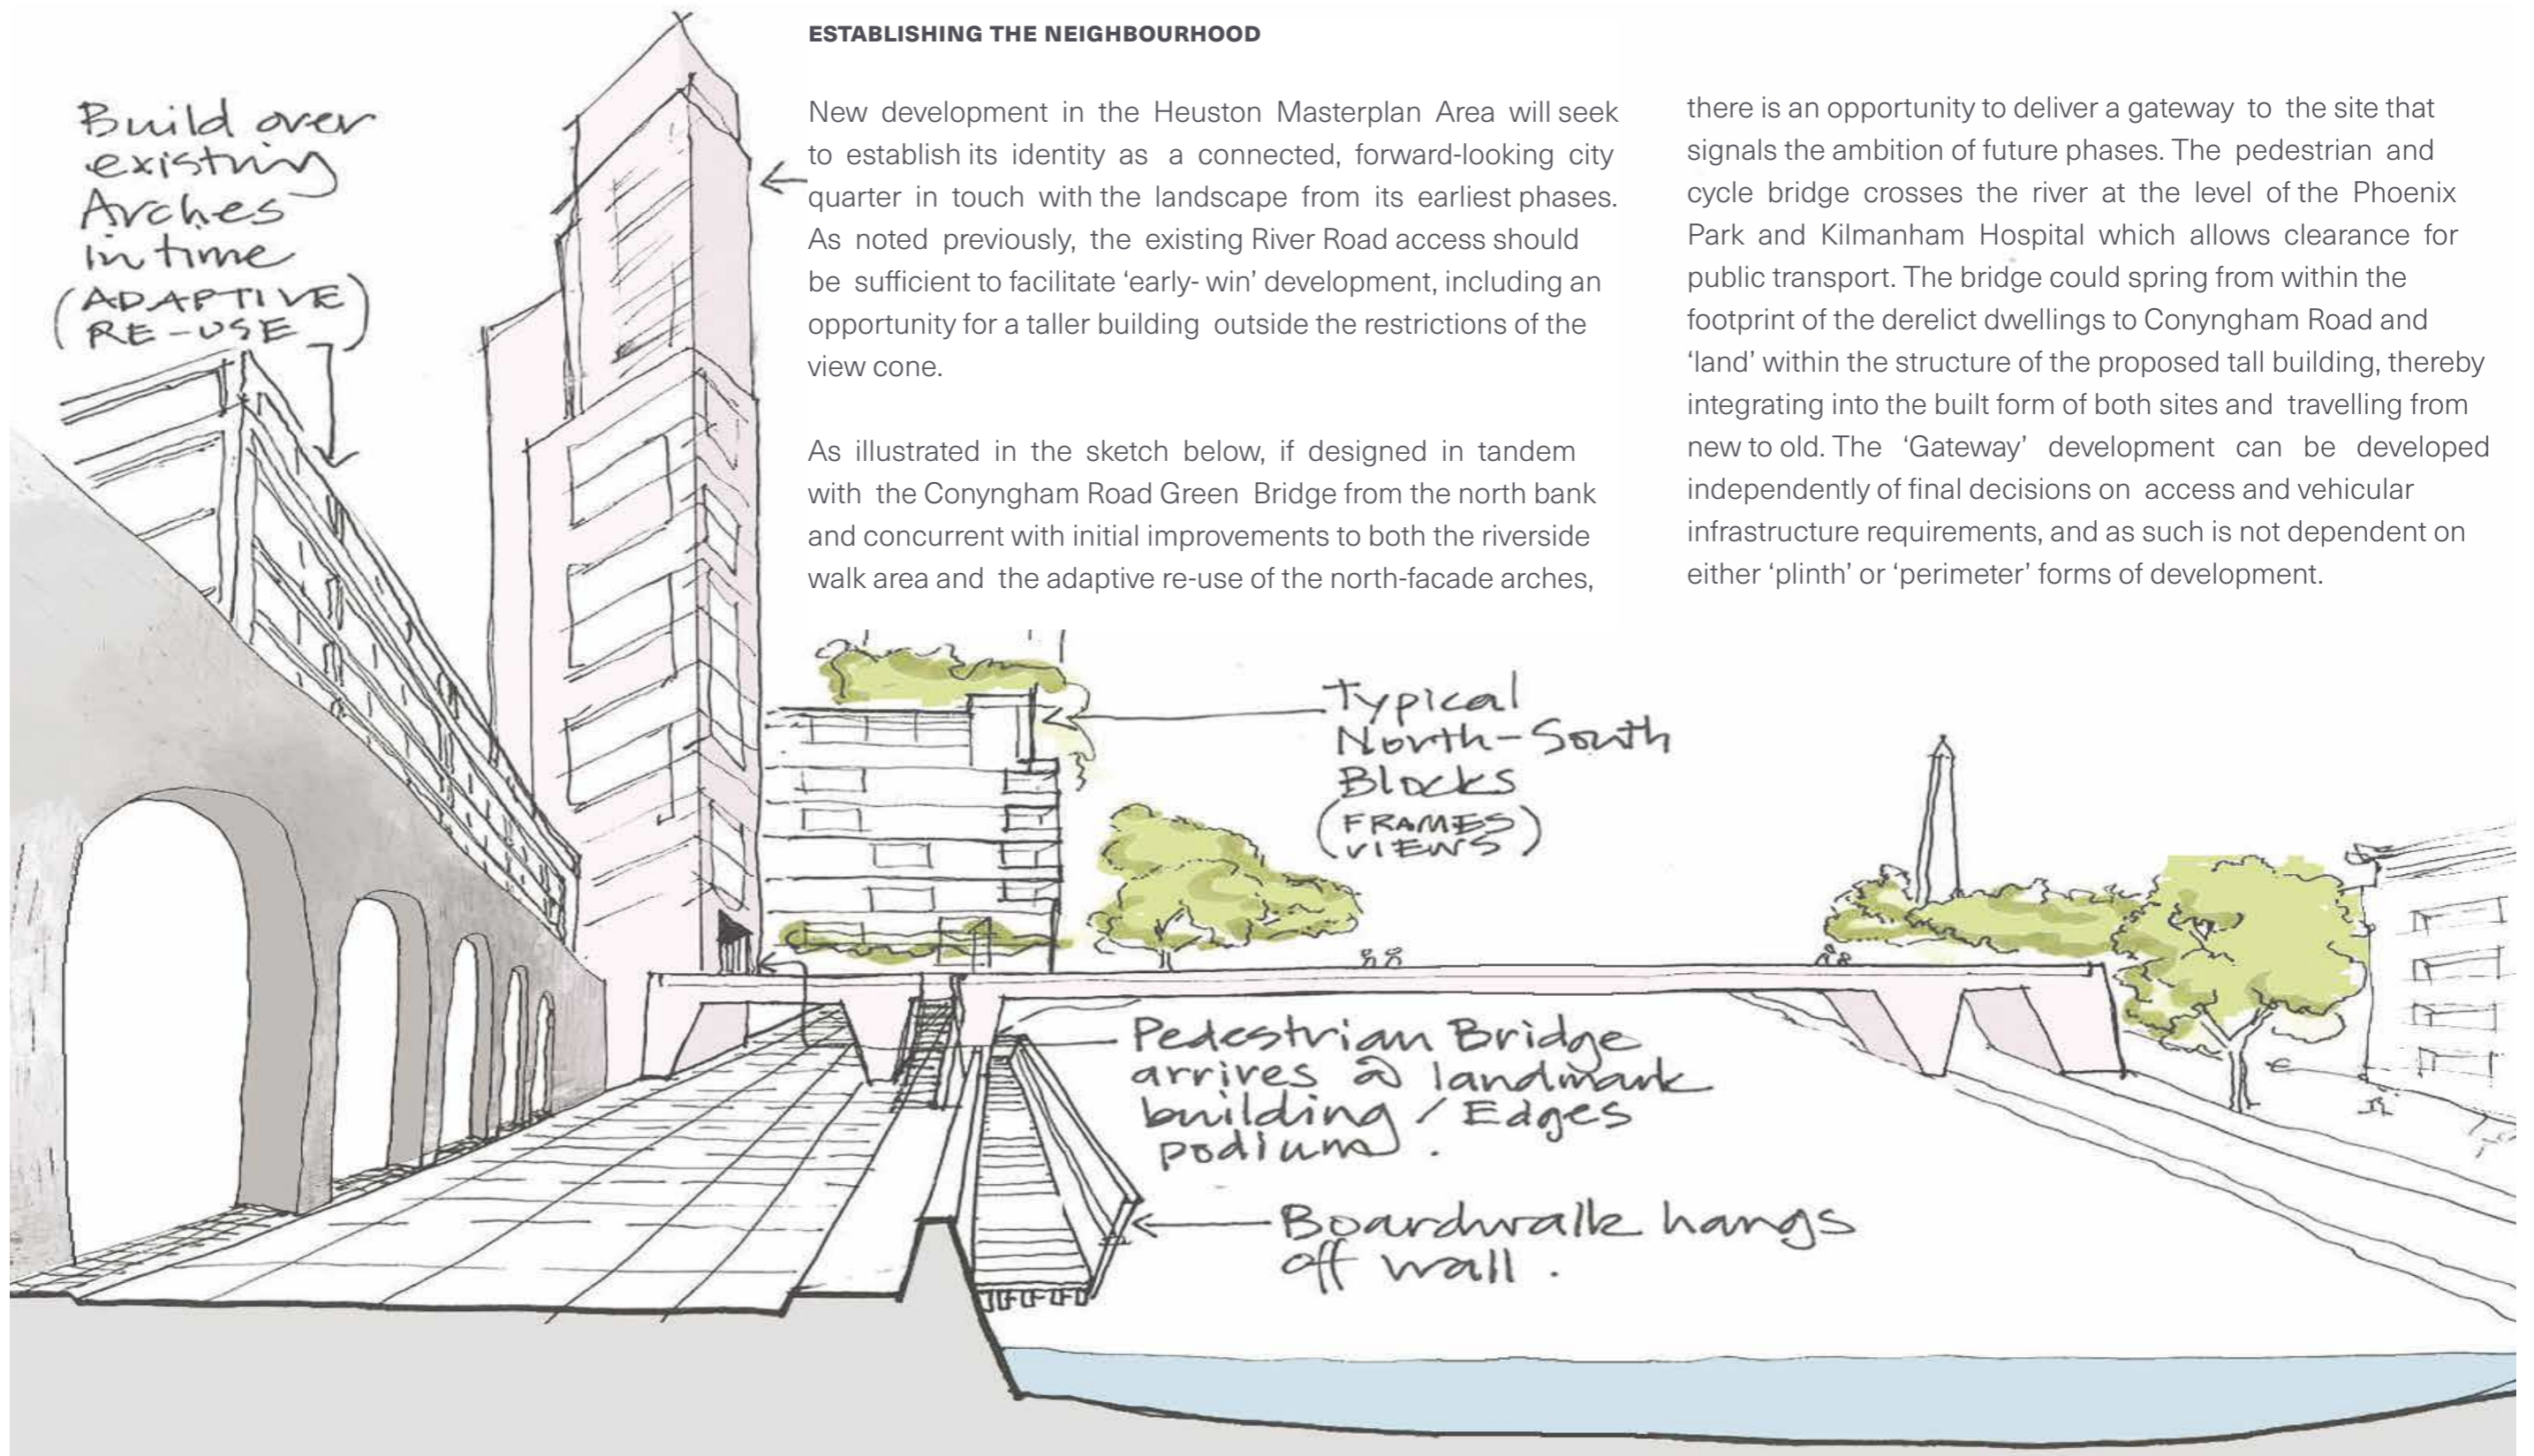 ESTABLISHING THE NEIGHBOURHOOD
New development in the Heuston Masterplan Area will seek
to establish its identity as a connected, forward-looking city
quarter in touch with the landscape from its earliest phases.
As noted previously, the existing River Road access should
be sufficient to facilitate ‘early- win’ development, including an
opportunity for a taller building outside the restrictions of the
view cone.
As illustrated in the sketch below, if designed in tandem
with the Conyngham Road Green Bridge from the north bank
and concurrent with initial improvements to both the riverside
walk area and the adaptive re-use of the north-facade arches,
there is an opportunity to deliver a gateway to the site that
signals the ambition of future phases. The pedestrian and
cycle bridge crosses the river at the level of the Phoenix
Park and Kilmanham Hospital which allows clearance for
public transport. The bridge could spring from within the
footprint of the derelict dwellings to Conyngham Road and
‘land’ within the structure of the proposed tall building, thereby
integrating into the built form of both sites and travelling from
new to old. The ‘Gateway’ development can be developed
independently of final decisions on access and vehicular
infrastructure requirements, and as such is not dependent on
either ‘plinth’ or ‘perimeter’ forms of development.
Build over
existing
Arches
in time
(ADAPTIVE
RE-USE)
Typical
North-South
Blocks
(FRAMES
VIEWS)
Pedestrian Bridge
arrives @ landmark
building / Edges
podium.
Boardwalk hangs
off wall.